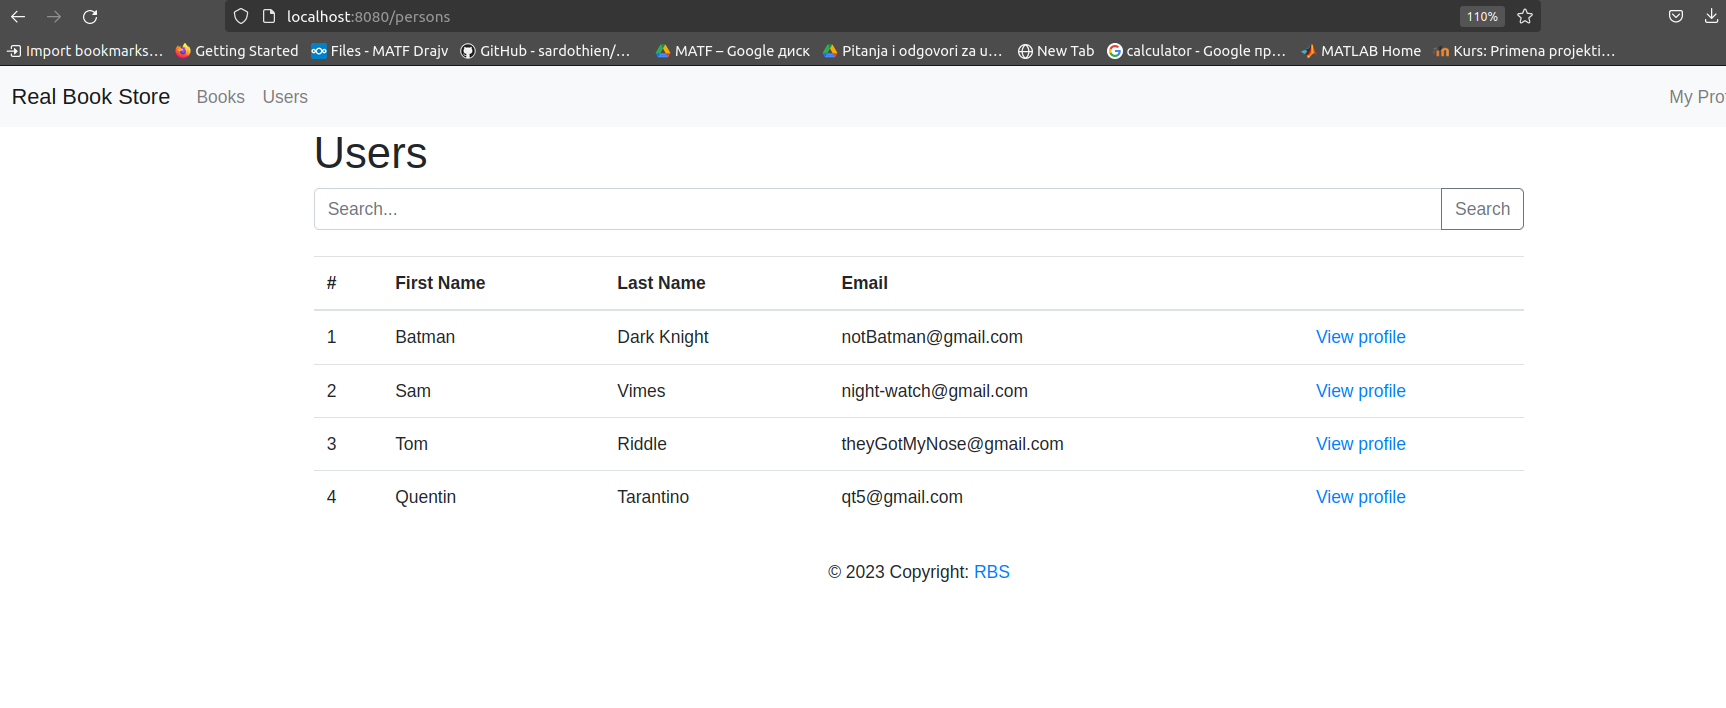 localhost:8080/persons 110%
Import bookmarks… Getting Started Files - MATF Drajv GitHub - sardothien/… MATF – Google диск Pitanja i odgovori za u… New Tab calculator - Google пр… MATLAB Home Kurs: Primena projekti…
Real Book Store Books Users My Prof
Users
Search... Search
# First Name Last Name Email
1 Batman Dark Knight notBatman@gmail.com View profile
2 Sam Vimes night-watch@gmail.com View profile
3 Tom Riddle theyGotMyNose@gmail.com View profile
4 Quentin Tarantino qt5@gmail.com View profile
© 2023 Copyright: RBS